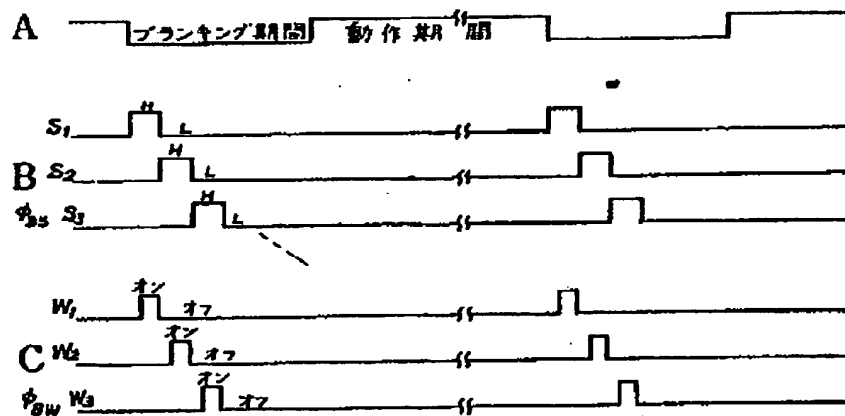 A ブランキング期間 動作期間
H
S1 L
H
B S2 L
H
φBS S3 L
オン
W1 オフ
オン
C W2 オフ
オン
φBW W3 オフ